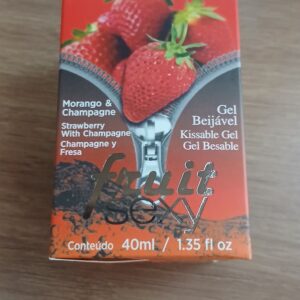 Morango &
Champagne
Strawberry
With Champagne
Champagne y
Fresa
Gel
Beijável
Kissable Gel
Gel Besable
fruit
sexy
Conteúdo 40ml / 1.35 fl oz